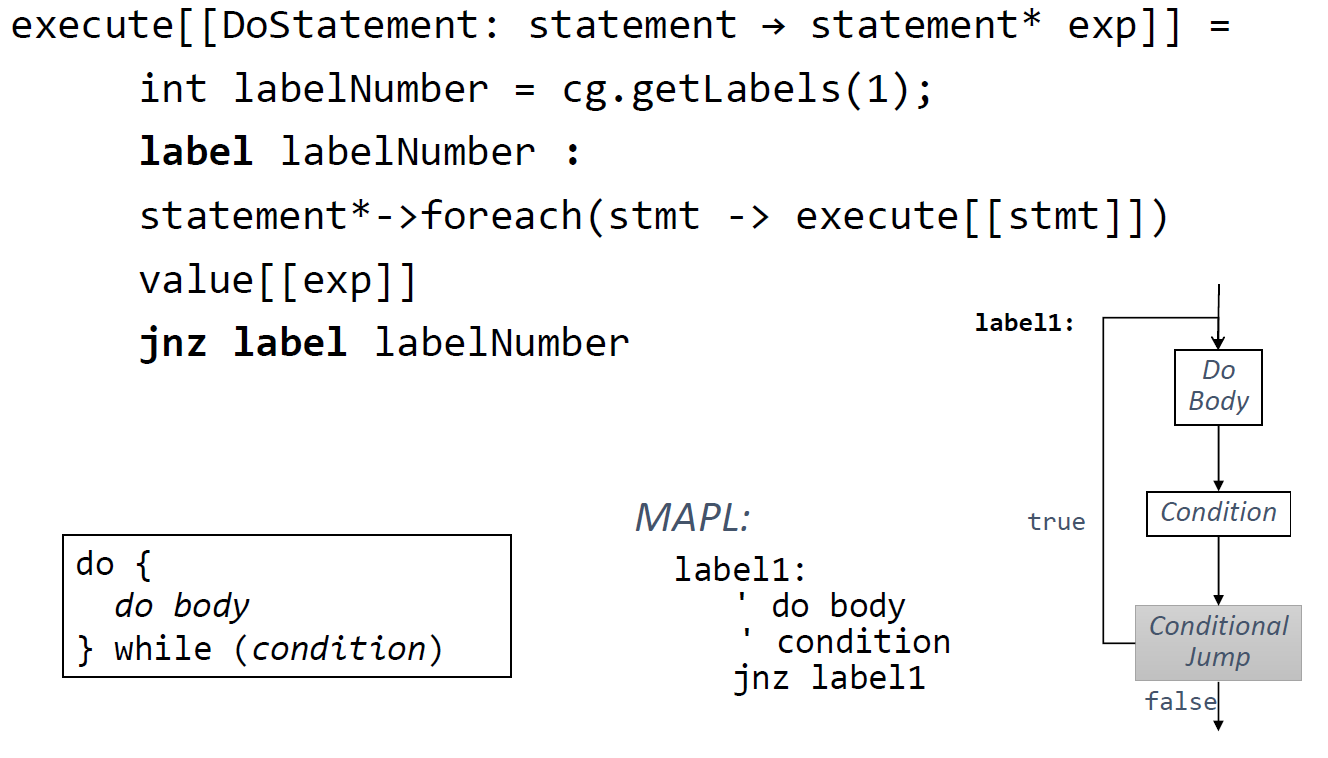 execute[[DoStatement: statement → statement* exp]] =
int labelNumber = cg.getLabels(1);
label labelNumber :
statement*->foreach(stmt -> execute[[stmt]])
value[[exp]]
jnz label labelNumber
do {
do body
} while (condition)
MAPL:
label1:
' do body
' condition
jnz label1
label1:
Do
Body
Condition
true
Conditional
Jump
false